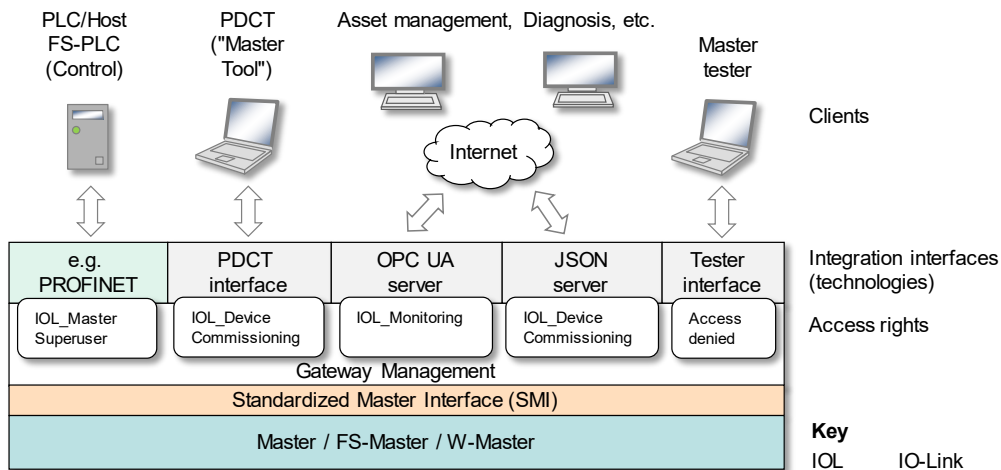 PLC/Host
FS-PLC
(Control)
PDCT
("Master
Tool")
Asset management, Diagnosis, etc.
Master
tester
Clients
Internet
e.g.
PROFINET
PDCT
interface
OPC UA
server
JSON
server
Tester
interface
Integration interfaces
(technologies)
IOL_Master
Superuser
IOL_Device
Commissioning
IOL_Monitoring
IOL_Device
Commissioning
Access
denied
Access rights
Gateway Management
Standardized Master Interface (SMI)
Master / FS-Master / W-Master
Key
IOL IO-Link